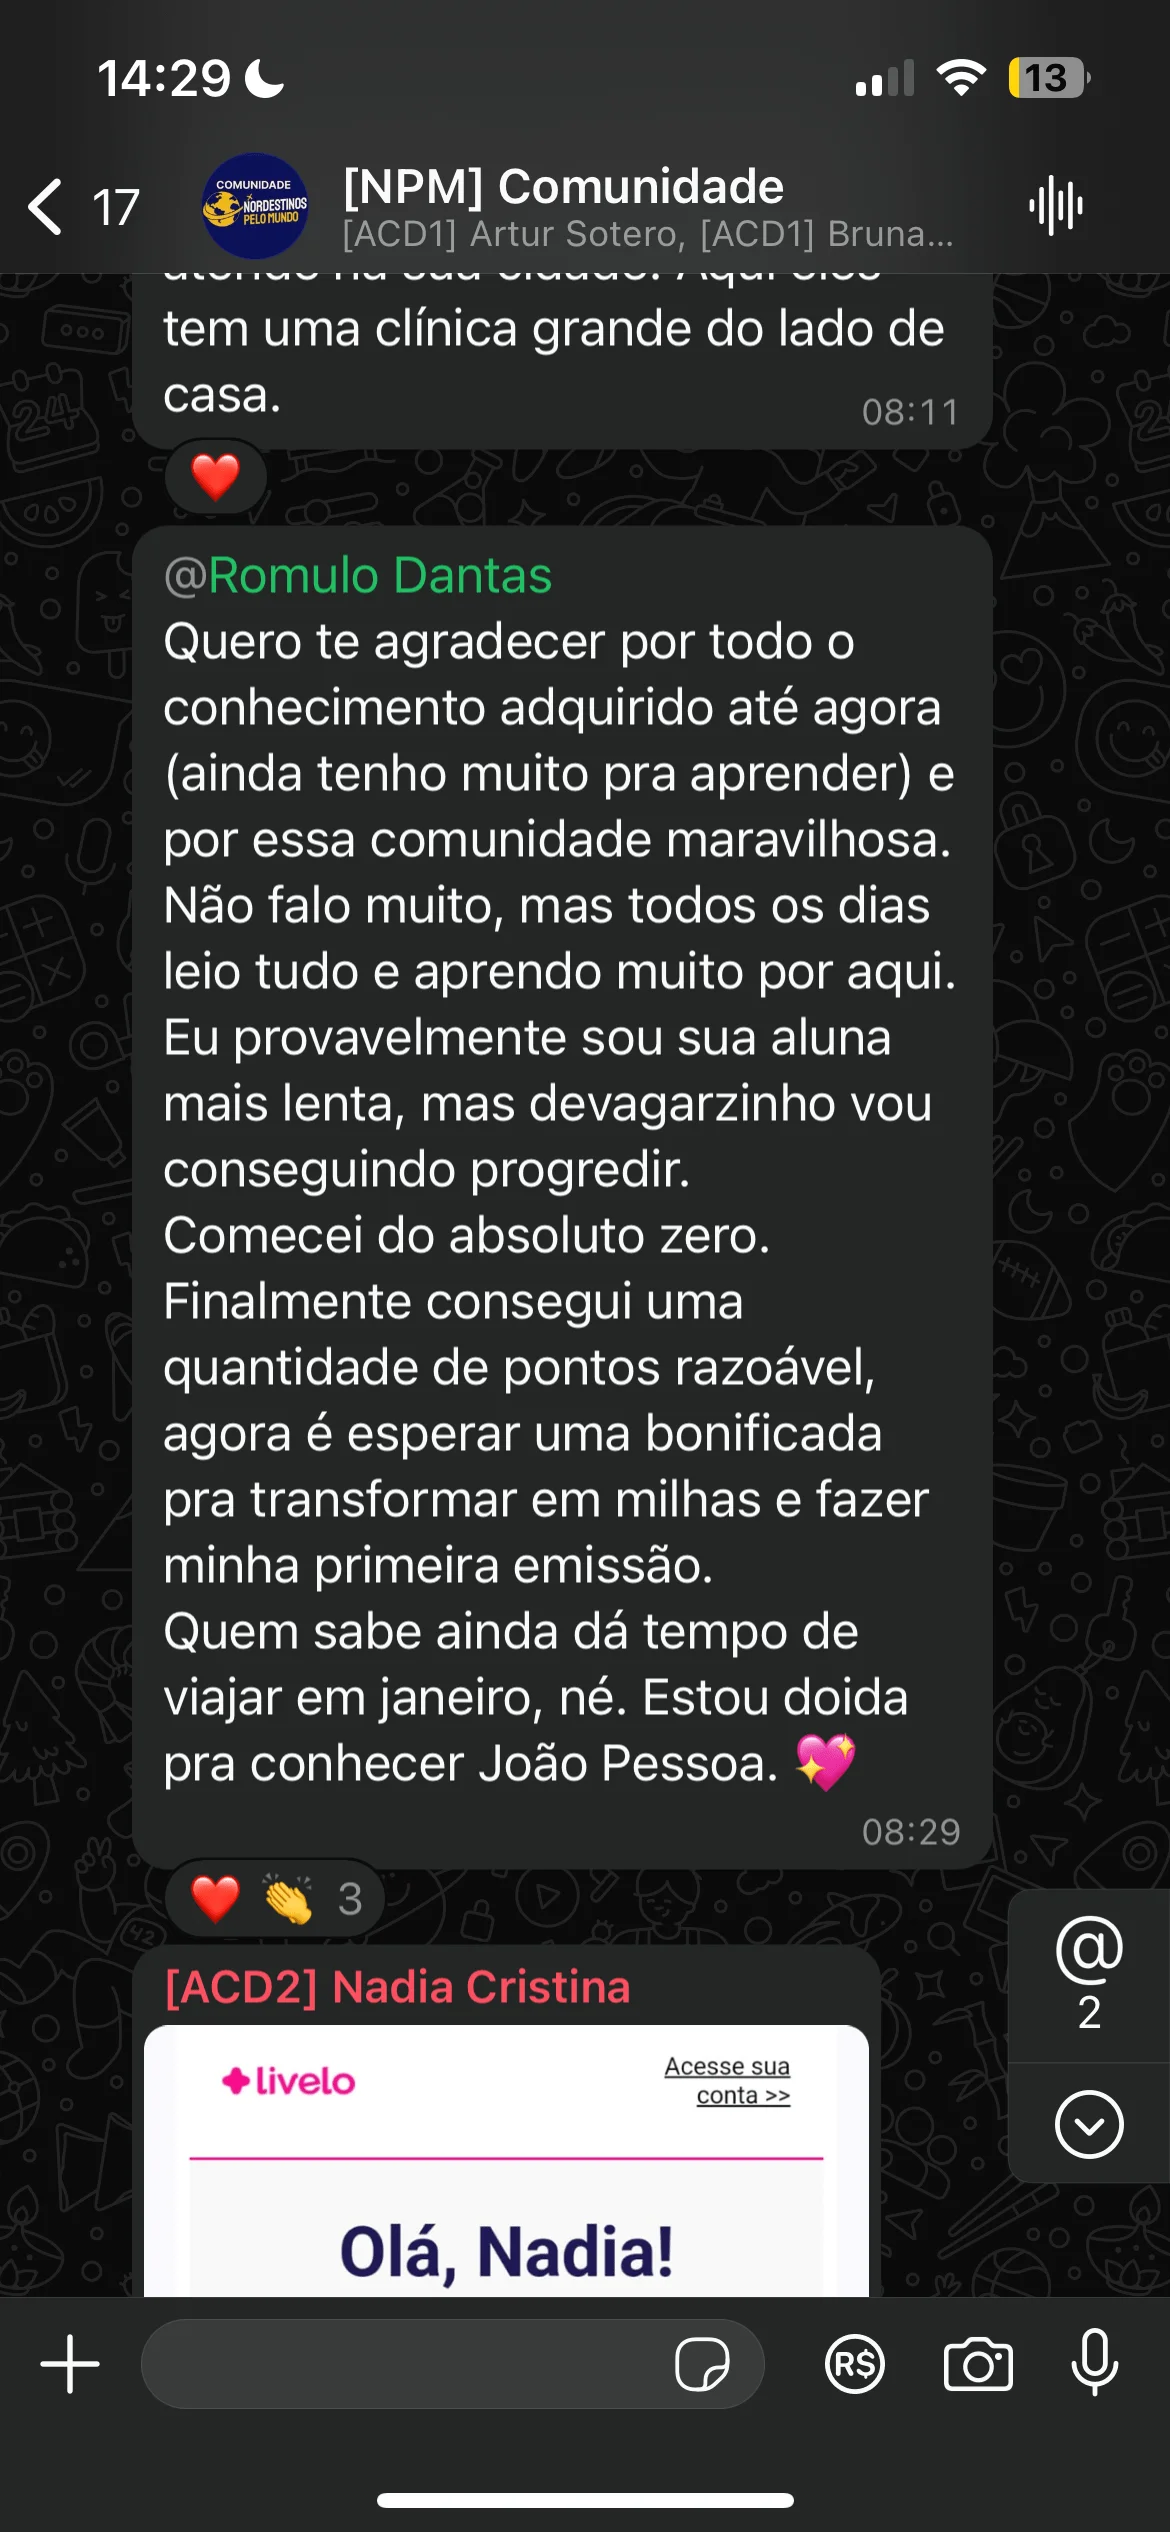 14:29
13
17
COMUNIDADE
NORDESTINOS
PELO MUNDO
[NPM] Comunidade
[ACD1] Artur Sotero, [ACD1] Bruna...
atende na sua cidade. Aqui eles
tem uma clínica grande do lado de
casa.
08:11
@Romulo Dantas
Quero te agradecer por todo o
conhecimento adquirido até agora
(ainda tenho muito pra aprender) e
por essa comunidade maravilhosa.
Não falo muito, mas todos os dias
leio tudo e aprendo muito por aqui.
Eu provavelmente sou sua aluna
mais lenta, mas devagarzinho vou
conseguindo progredir.
Comecei do absoluto zero.
Finalmente consegui uma
quantidade de pontos razoável,
agora é esperar uma bonificada
pra transformar em milhas e fazer
minha primeira emissão.
Quem sabe ainda dá tempo de
viajar em janeiro, né. Estou doida
pra conhecer João Pessoa. 💖
08:29
❤️ 👏 3
@
2
[ACD2] Nadia Cristina
livelo
Acesse sua
conta >>
Olá, Nadia!
R$